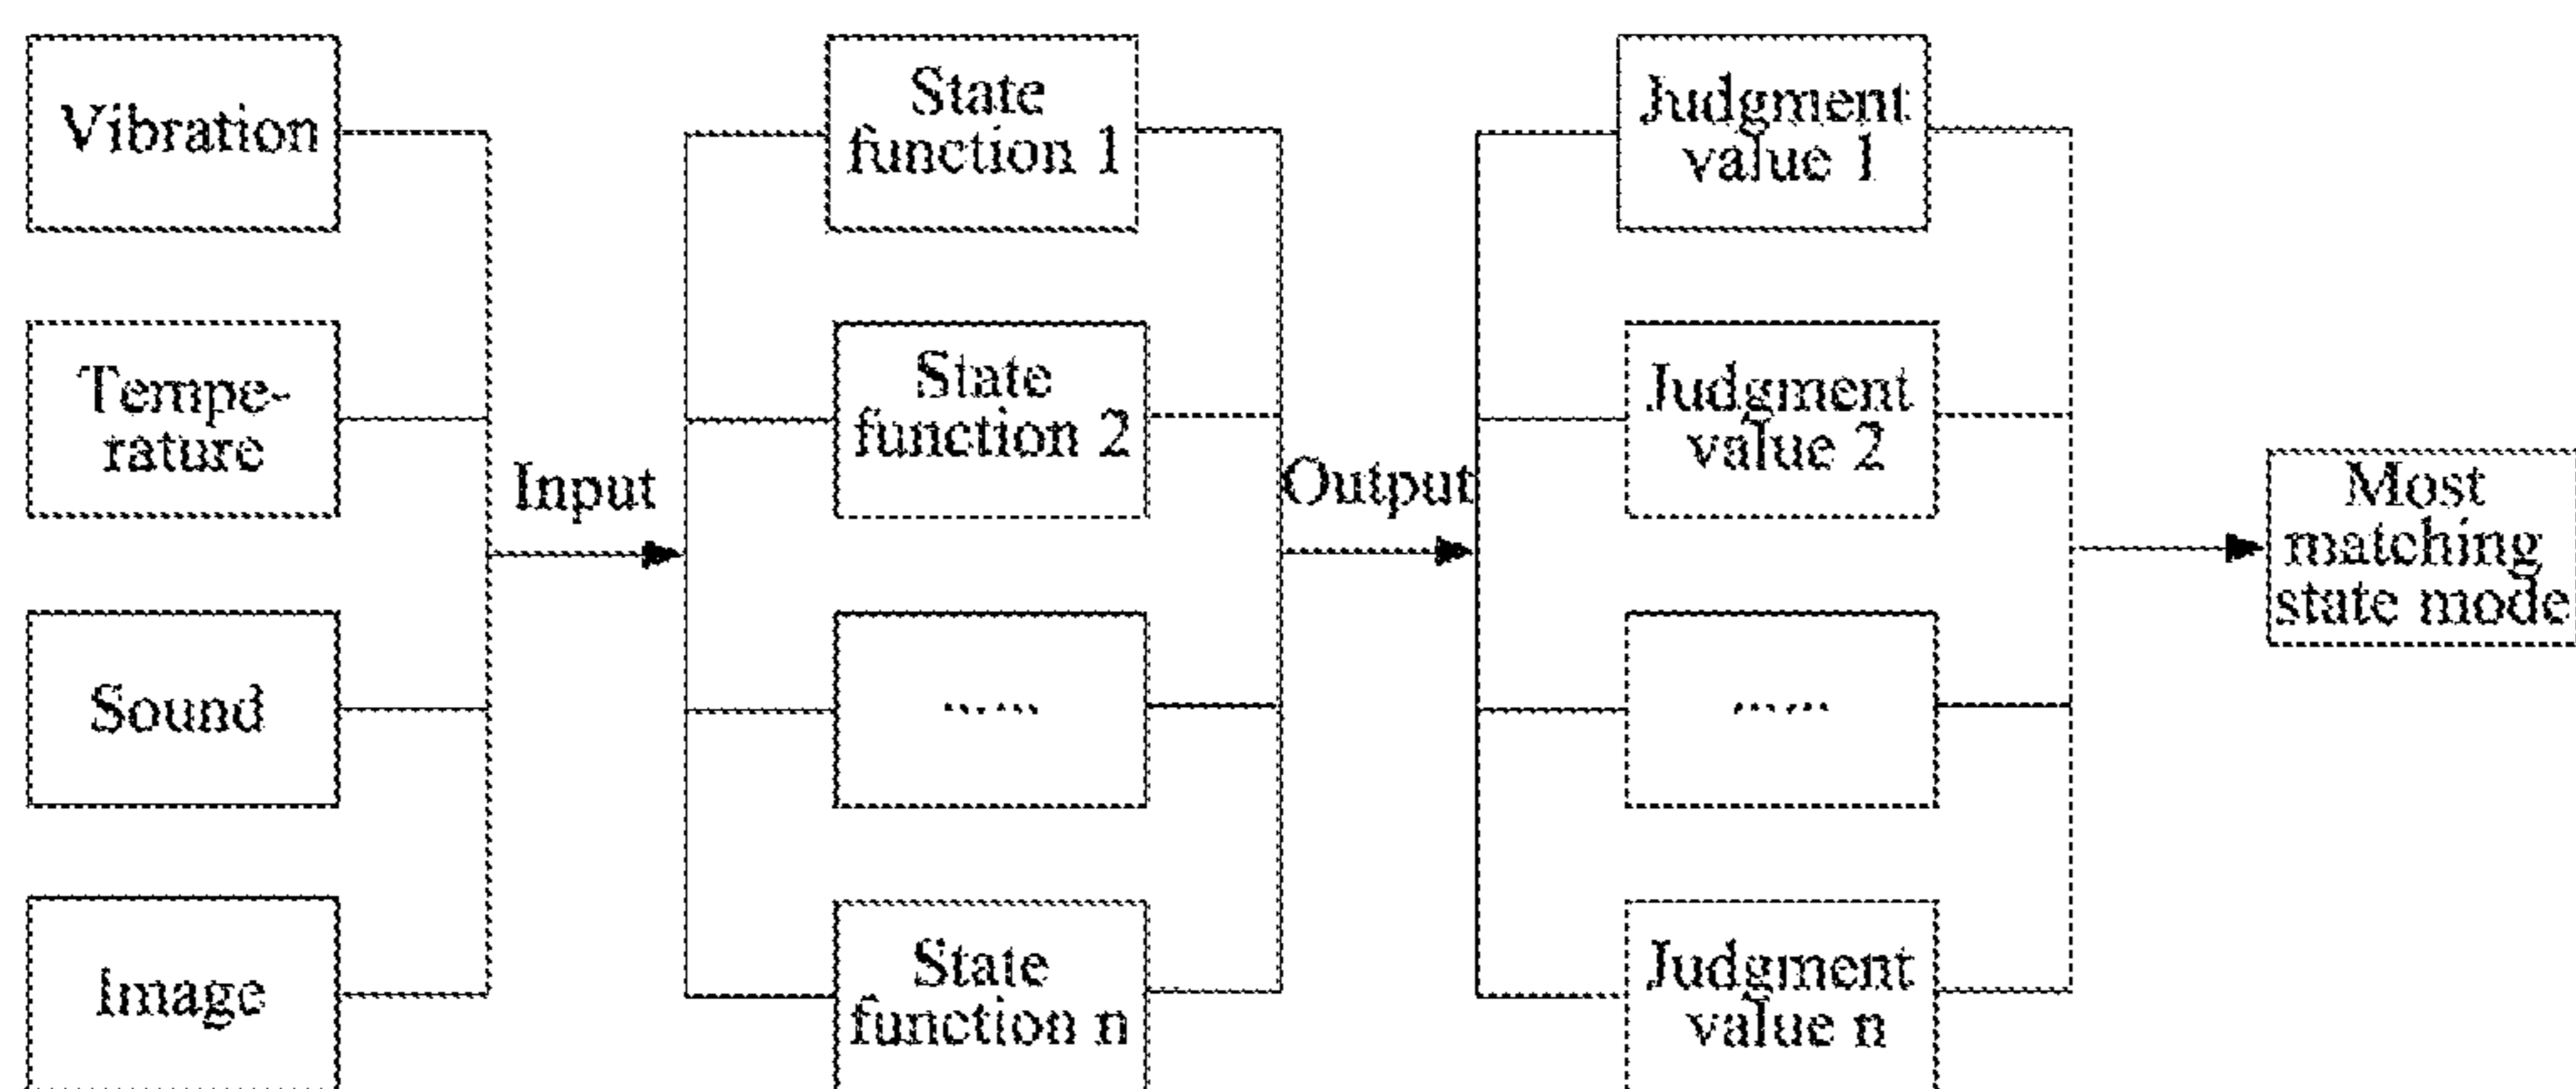 Vibration
Tempe-
rature
Sound
Image
Input
State
function 1
State
function 2
......
State
function n
Output
Judgment
value 1
Judgment
value 2
......
Judgment
value n
Most
matching
state mode